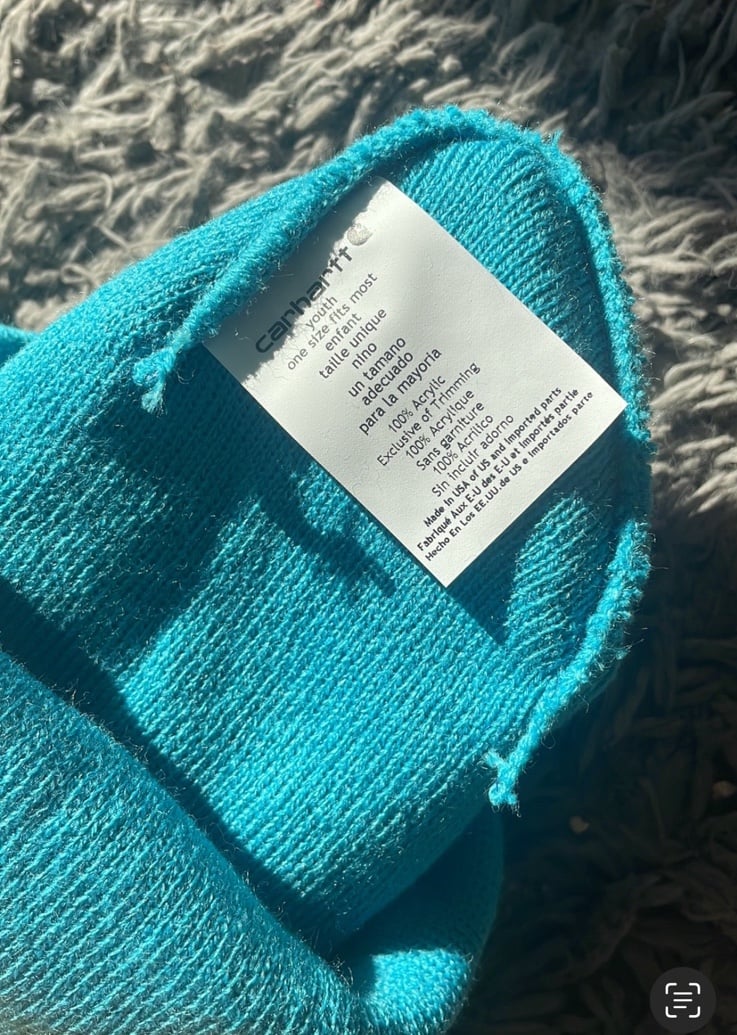 carhartt
youth
one size fits most
enfant
taille unique
nino
un tamano
adecuado
para la mayoria
100% Acrylic
Exclusive of Trimming
100% Acrylique
Sans garniture
100% Acrilico
Sin incluir adorno
Made in USA of US and imported parts
Fabriqué Aux E-U des E-U et importés partie
Hecho En Los EE.UU.de US e importados parte